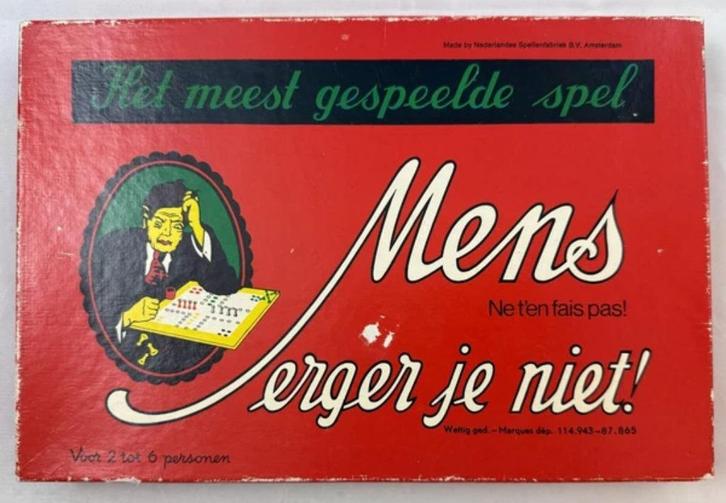 Made by Nederlandse Spellenfabriek B.V. Amsterdam
Het meest gespeelde spel
Mens
Ne t'en fais pas!
erger je niet!
Wettig ged. - Marques dép. 114.943-87.865
Voor 2 tot 6 personen